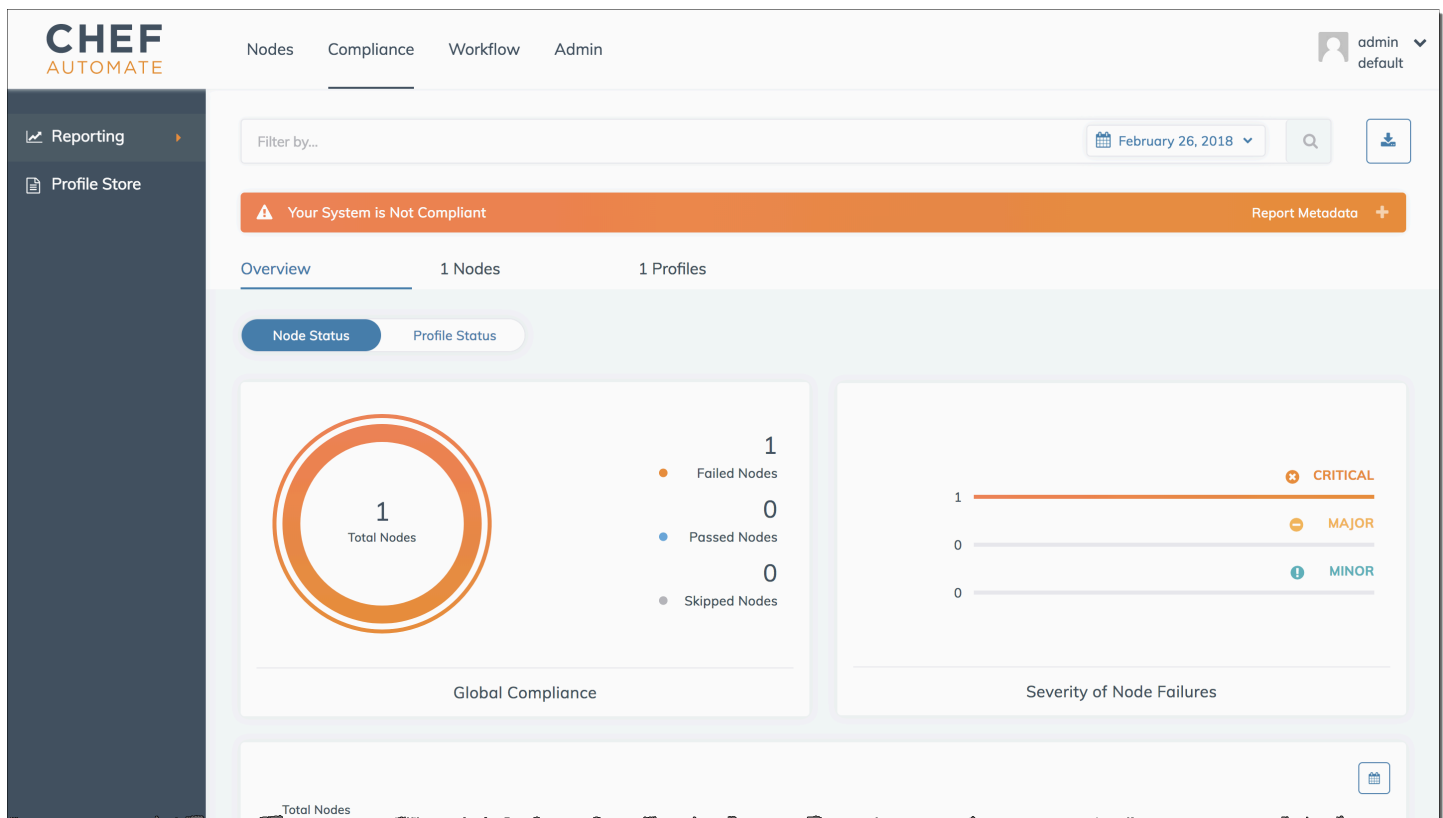 CHEF
AUTOMATE
Nodes Compliance Workflow Admin
admin
default
Reporting
Profile Store
Filter by...
February 26, 2018
Your System is Not Compliant
Report Metadata
Overview 1 Nodes 1 Profiles
Node Status Profile Status
1
Total Nodes
1
Failed Nodes
0
Passed Nodes
0
Skipped Nodes
Global Compliance
CRITICAL
1
MAJOR
0
MINOR
0
Severity of Node Failures
Total Nodes